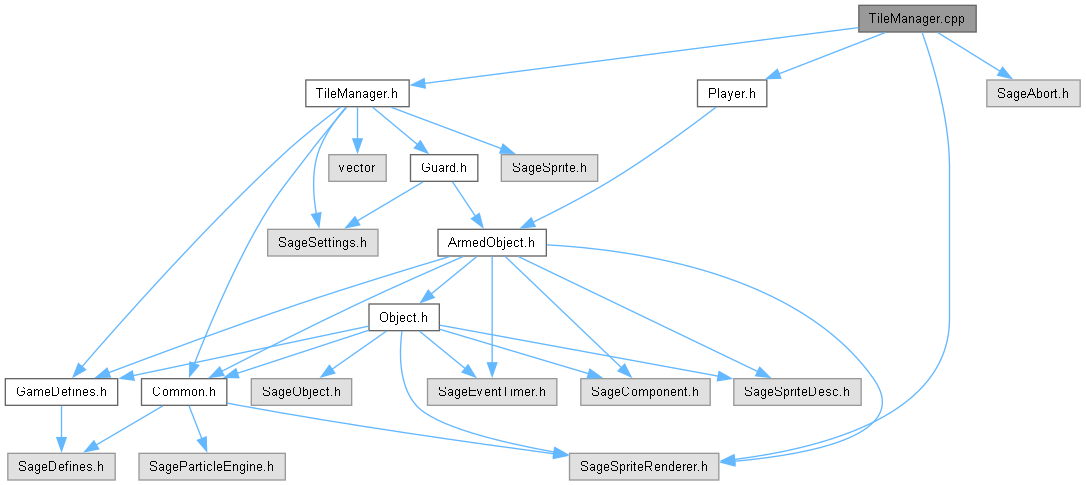 TileManager.cpp
TileManager.h
Player.h
SageAbort.h
vector
Guard.h
SageSprite.h
SageSettings.h
ArmedObject.h
Object.h
GameDefines.h
Common.h
SageObject.h
SageEventTimer.h
SageComponent.h
SageSpriteDesc.h
SageDefines.h
SageParticleEngine.h
SageSpriteRenderer.h